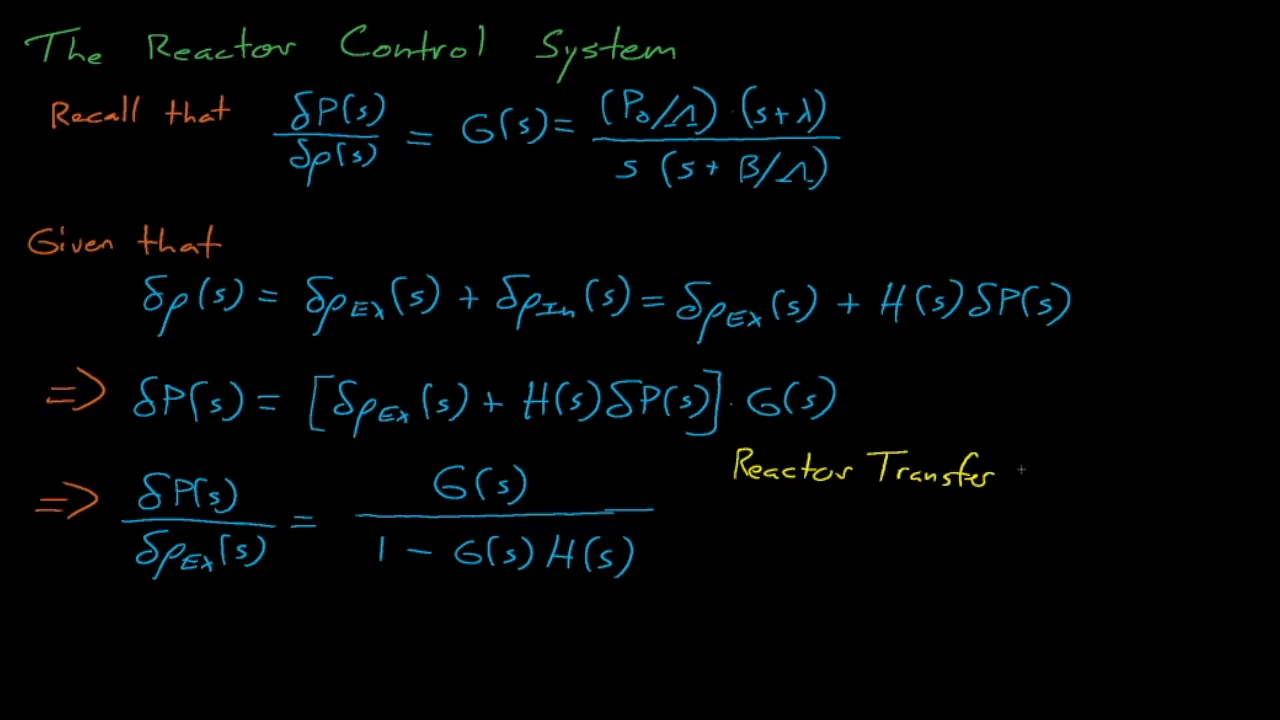 The Reactor Control System
Recall that δP(s)/δρ(s) = G(s) = (P₀/Λ)·(s+λ) / s(s+β/Λ)
Given that
δρ(s) = δρEx(s) + δρIn(s) = δρEx(s) + H(s)δP(s)
=> δP(s) = [δρEx(s) + H(s)δP(s)]·G(s)
=> δP(s)/δρEx(s) = G(s) / 1 − G(s)H(s)
Reactor Transfer